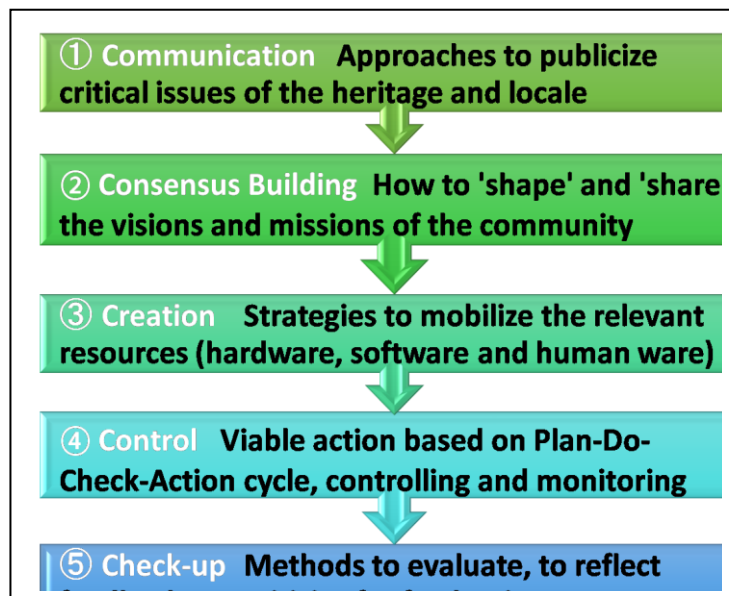 ① Communication Approaches to publicize
critical issues of the heritage and locale
② Consensus Building How to 'shape' and 'share
the visions and missions of the community
③ Creation Strategies to mobilize the relevant
resources (hardware, software and human ware)
④ Control Viable action based on Plan-Do-
Check-Action cycle, controlling and monitoring
⑤ Check-up Methods to evaluate, to reflect